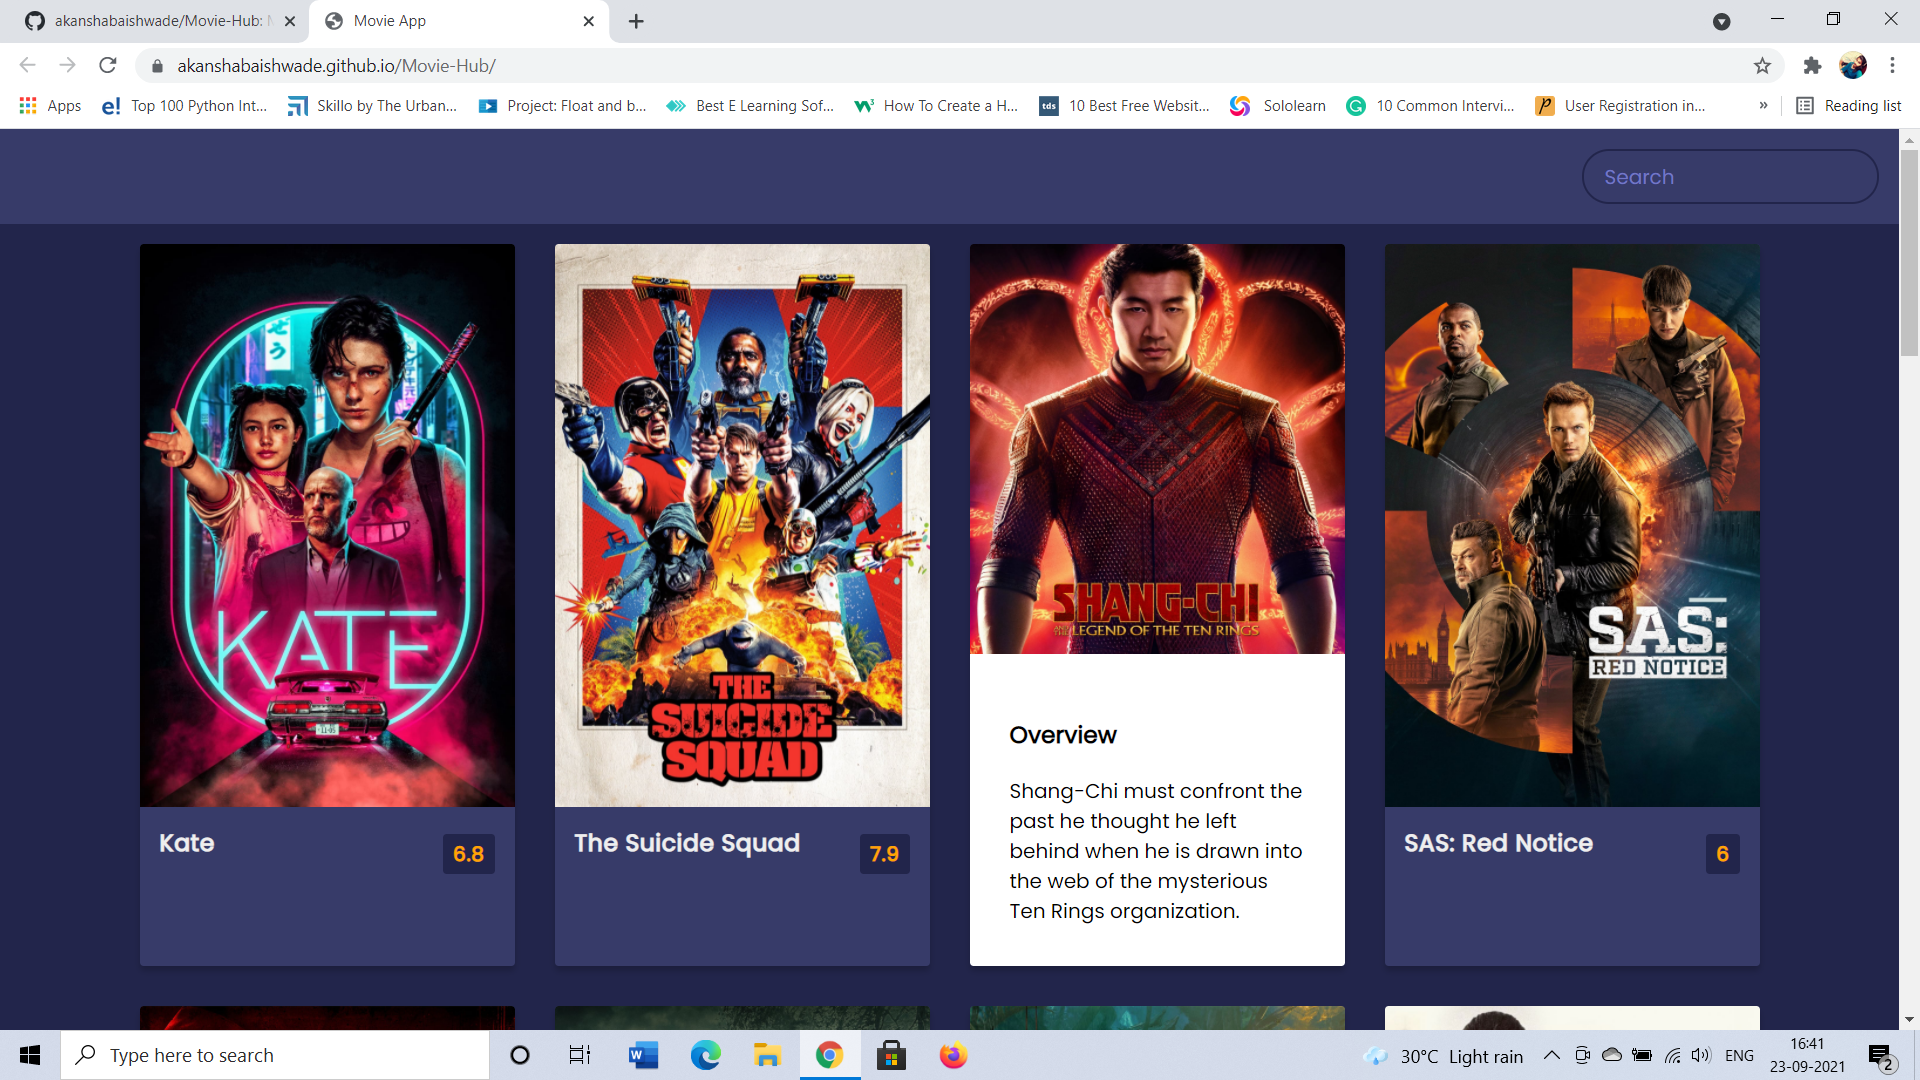 akanshabaishwade/Movie-Hub: M
Movie App
akanshabaishwade.github.io/Movie-Hub/
Apps
e! Top 100 Python Int...
Skillo by The Urban...
Project: Float and b...
Best E Learning Sof...
How To Create a H...
tds 10 Best Free Websit...
Sololearn
10 Common Intervi...
User Registration in...
»
Reading list
Search
せ
う
KATE
11-05
THE
SUICIDE
SQUAD
SHANG-CHI
AND THE LEGEND OF THE TEN RINGS
SAS:
RED NOTICE
Overview
Shang-Chi must confront the
past he thought he left
behind when he is drawn into
the web of the mysterious
Ten Rings organization.
Kate
6.8
The Suicide Squad
7.9
SAS: Red Notice
6
Type here to search
30°C Light rain
ENG
16:41
23-09-2021
2